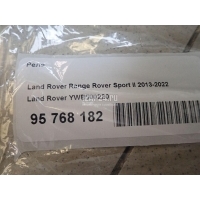 Land Rover Range Rover Sport II 2013-2022
Land Rover
95 768 182